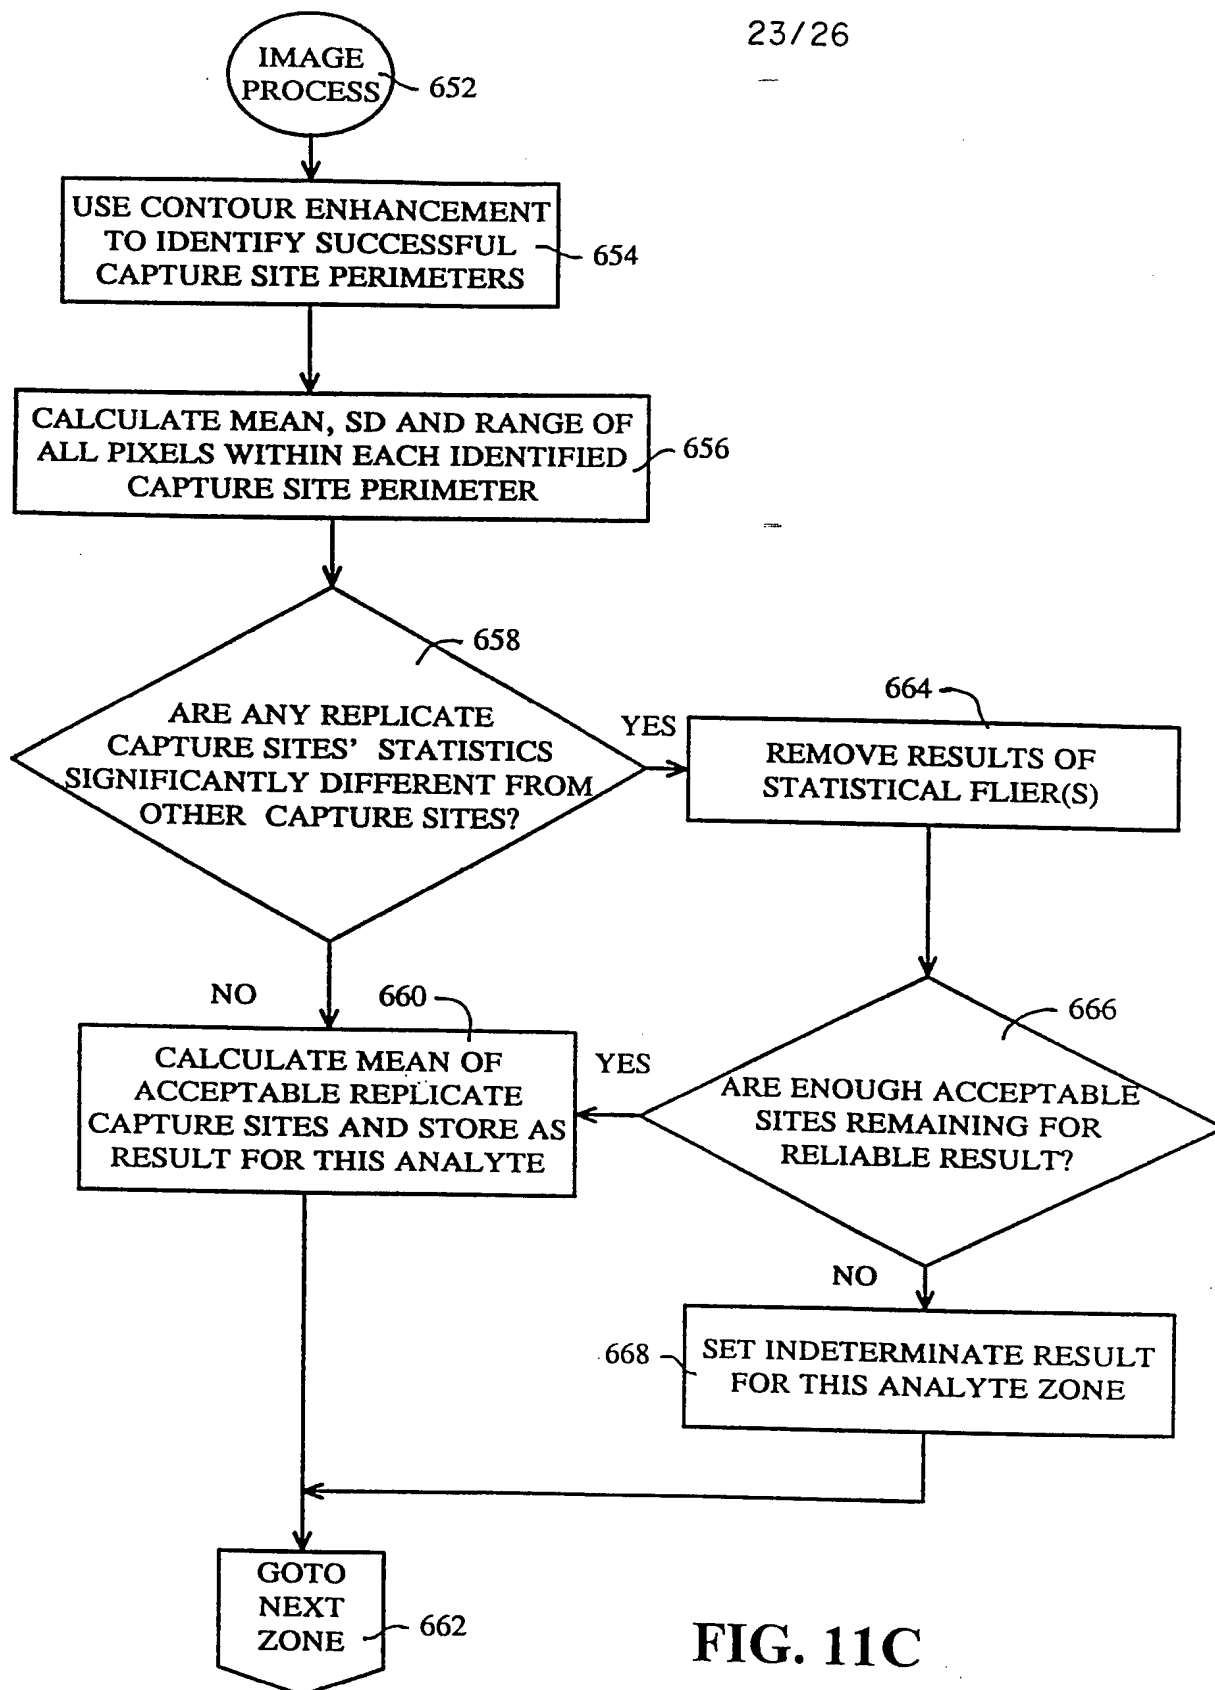 23/26
IMAGE
PROCESS
652
USE CONTOUR ENHANCEMENT
TO IDENTIFY SUCCESSFUL
CAPTURE SITE PERIMETERS
654
CALCULATE MEAN, SD AND RANGE OF
ALL PIXELS WITHIN EACH IDENTIFIED
CAPTURE SITE PERIMETER
656
658
ARE ANY REPLICATE
CAPTURE SITES' STATISTICS
SIGNIFICANTLY DIFFERENT FROM
OTHER CAPTURE SITES?
YES
664
REMOVE RESULTS OF
STATISTICAL FLIER(S)
NO
660
CALCULATE MEAN OF
ACCEPTABLE REPLICATE
CAPTURE SITES AND STORE AS
RESULT FOR THIS ANALYTE
YES
666
ARE ENOUGH ACCEPTABLE
SITES REMAINING FOR
RELIABLE RESULT?
NO
668
SET INDETERMINATE RESULT
FOR THIS ANALYTE ZONE
GOTO
NEXT
ZONE
662
FIG. 11C